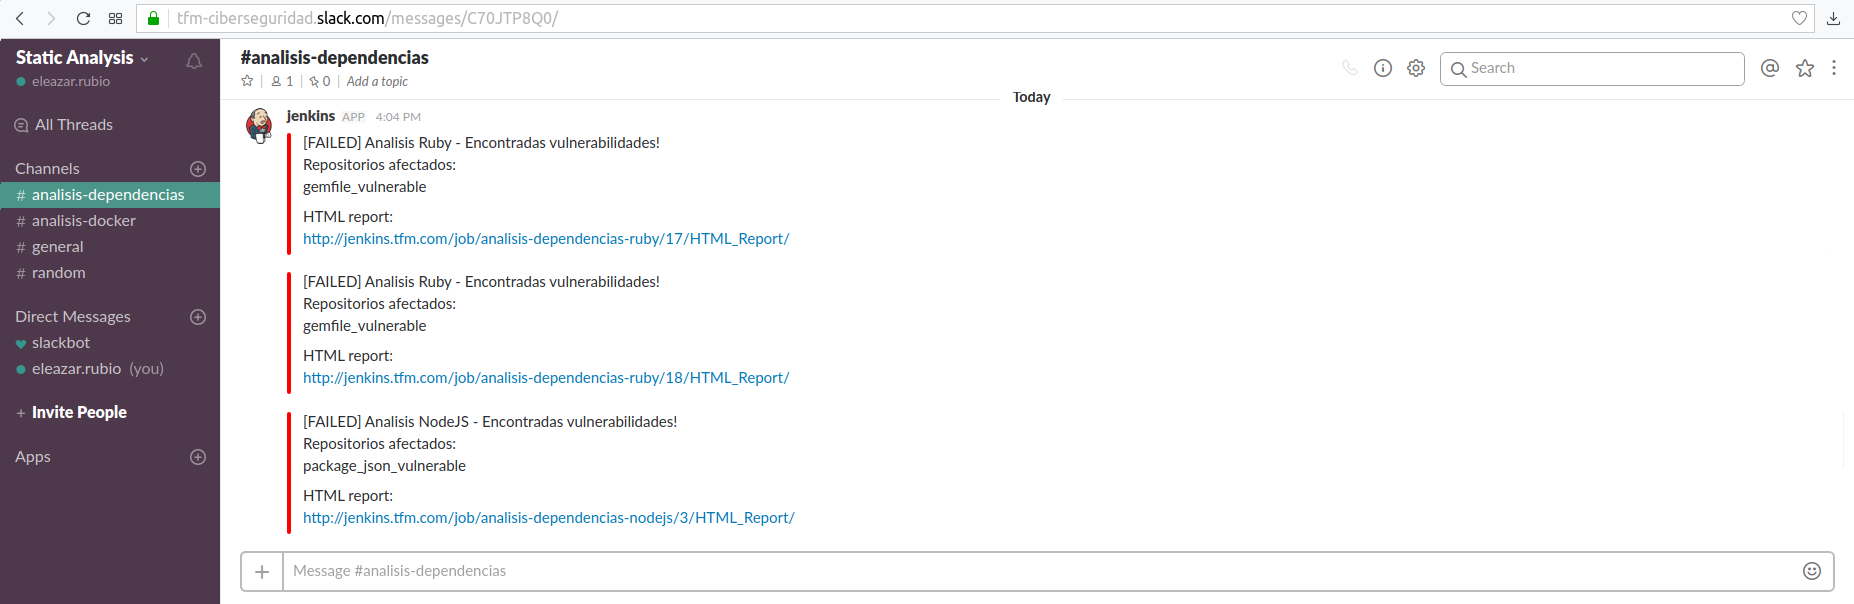 tfm-ciberseguridad.slack.com/messages/C70JTP8Q0/
Static Analysis
eleazar.rubio
All Threads
Channels
# analisis-dependencias
# analisis-docker
# general
# random
Direct Messages
slackbot
eleazar.rubio (you)
+ Invite People
Apps
#analisis-dependencias
1 | 0 | Add a topic
Search
Today
jenkins APP 4:04 PM
[FAILED] Analisis Ruby - Encontradas vulnerabilidades!
Repositorios afectados:
gemfile_vulnerable
HTML report:
http://jenkins.tfm.com/job/analisis-dependencias-ruby/17/HTML_Report/
[FAILED] Analisis Ruby - Encontradas vulnerabilidades!
Repositorios afectados:
gemfile_vulnerable
HTML report:
http://jenkins.tfm.com/job/analisis-dependencias-ruby/18/HTML_Report/
[FAILED] Analisis NodeJS - Encontradas vulnerabilidades!
Repositorios afectados:
package_json_vulnerable
HTML report:
http://jenkins.tfm.com/job/analisis-dependencias-nodejs/3/HTML_Report/
Message #analisis-dependencias